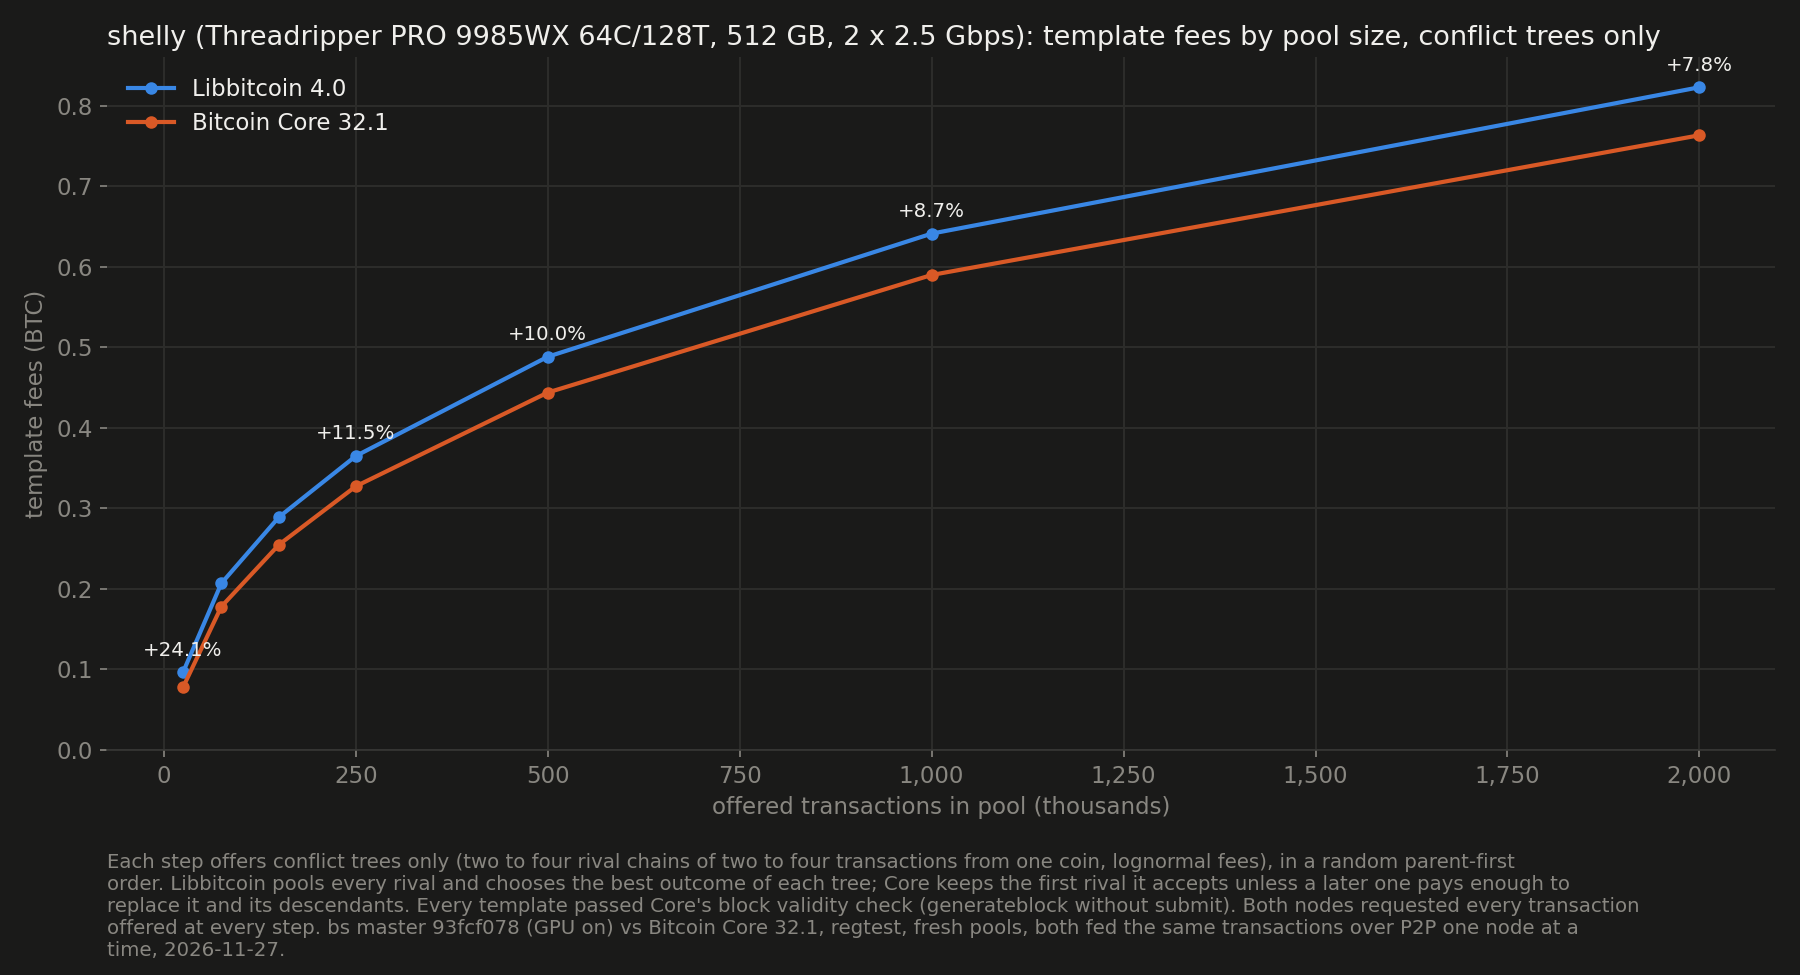 shelly (Threadripper PRO 9985WX 64C/128T, 512 GB, 2 x 2.5 Gbps): template fees by pool size, conflict trees only
Libbitcoin 4.0
Bitcoin Core 32.1
+7.8%
+8.7%
+10.0%
+11.5%
+24.1%
template fees (BTC)
0.8
0.7
0.6
0.5
0.4
0.3
0.2
0.1
0.0
0
250
500
750
1,000
1,250
1,500
1,750
2,000
offered transactions in pool (thousands)
Each step offers conflict trees only (two to four rival chains of two to four transactions from one coin, lognormal fees), in a random parent-first
order. Libbitcoin pools every rival and chooses the best outcome of each tree; Core keeps the first rival it accepts unless a later one pays enough to
replace it and its descendants. Every template passed Core's block validity check (generateblock without submit). Both nodes requested every transaction
offered at every step. bs master 93fcf078 (GPU on) vs Bitcoin Core 32.1, regtest, fresh pools, both fed the same transactions over P2P one node at a
time, 2026-11-27.